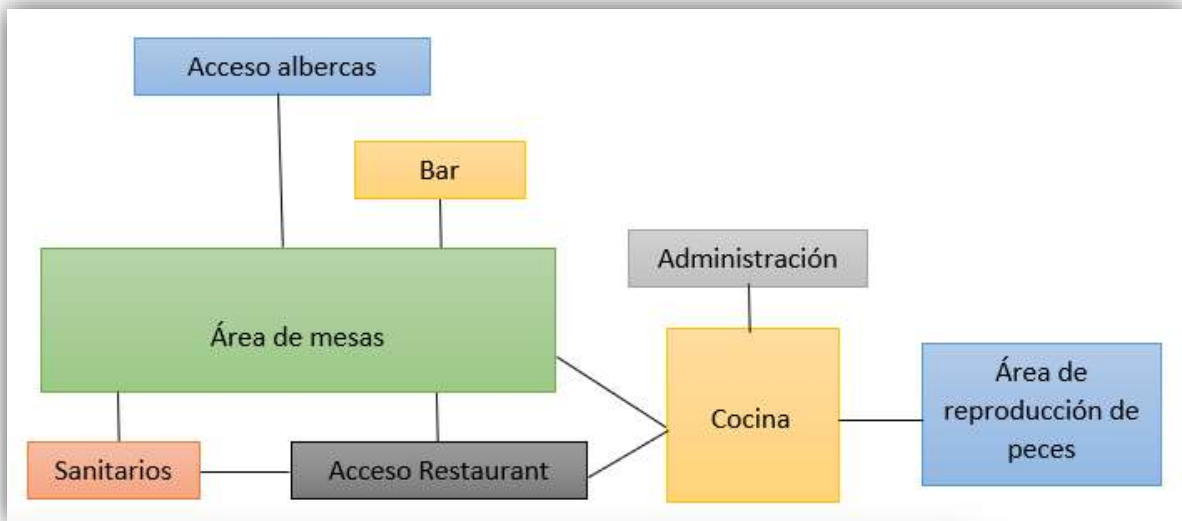 Acceso albercas
Bar
Administración
Área de mesas
Área de
reproducción de
peces
Cocina
Sanitarios
Acceso Restaurant